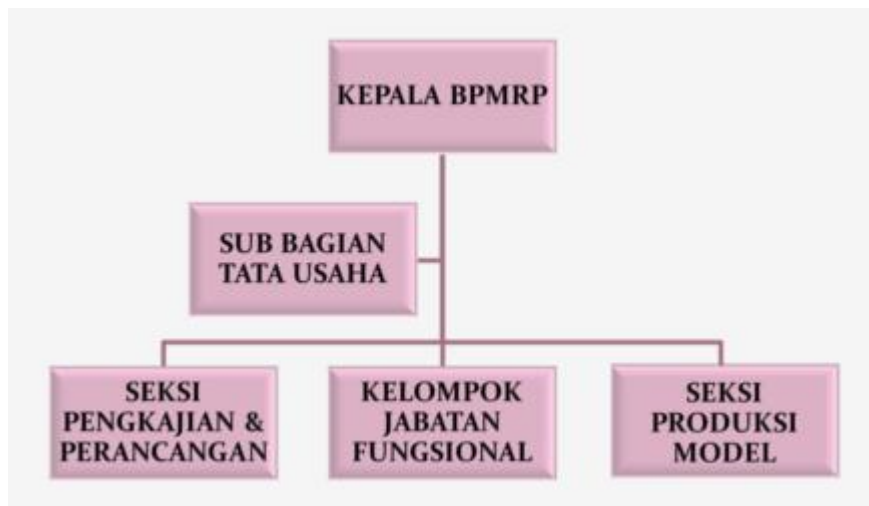 KEPALA BPMRP
SUB BAGIAN
TATA USAHA
SEKSI
PENGKAJIAN &
PERANCANGAN
KELOMPOK
JABATAN
FUNGSIONAL
SEKSI
PRODUKSI
MODEL